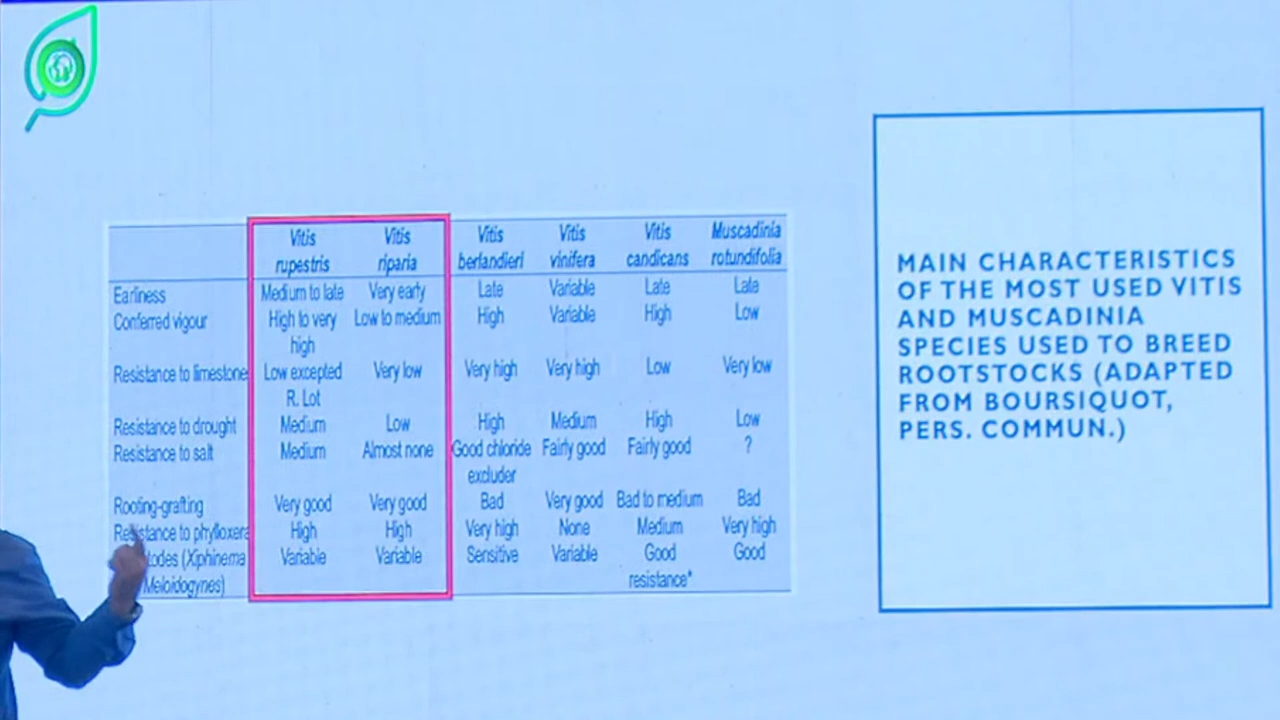 Vitis Vitis Vitis Vitis Vitis Muscadinia
rupestris riparia berlandieri vinifera candicans rotundifolia
Earliness Medium to late Very early Late Variable Late Late
Conferred vigour High to very Low to medium High Variable High Low
high
Resistance to limestone Low excepted Very low Very high Very high Low Very low
R. Lot
Resistance to drought Medium Low High Medium High Low
Resistance to salt Medium Almost none Good chloride Fairly good Fairly good ?
excluder
Rooting-grafting Very good Very good Bad Very good Bad to medium Bad
Resistance to phylloxera High High Very high None Medium Very high
(Xiphinema Variable Variable Sensitive Variable Good Good
Meloidogynes) resistance*
MAIN CHARACTERISTICS
OF THE MOST USED VITIS
AND MUSCADINIA
SPECIES USED TO BREED
ROOTSTOCKS (ADAPTED
FROM BOURSIQUOT,
PERS. COMMUN.)